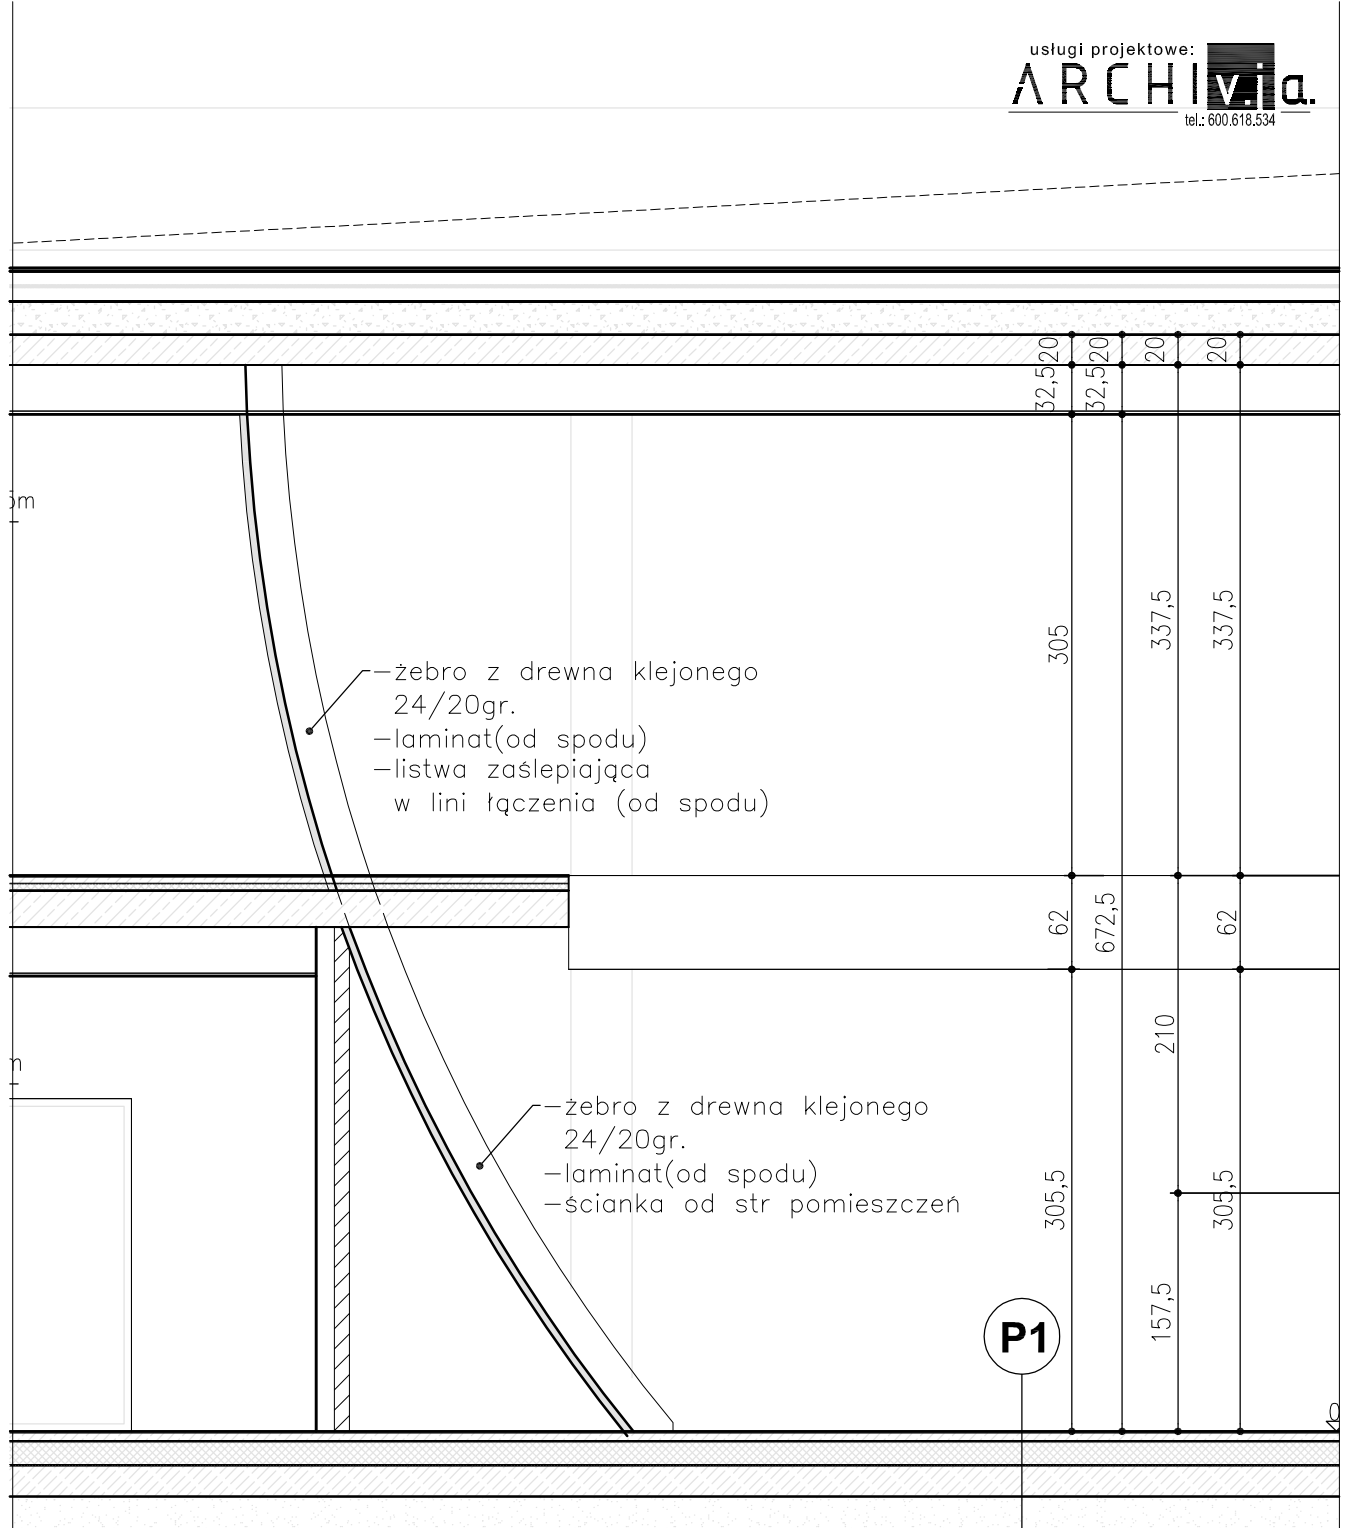 usługi projektowe:
ARCHIv.i.a.
tel.: 600.618.534
20
20
20
20
32,5
32,5
m
305
337,5
337,5
-żebro z drewna klejonego
24/20gr.
-laminat(od spodu)
-listwa zaślepiająca
w lini łączenia (od spodu)
62
672,5
62
210
-żebro z drewna klejonego
24/20gr.
-laminat(od spodu)
-ścianka od str pomieszczeń
305,5
305,5
157,5
P1